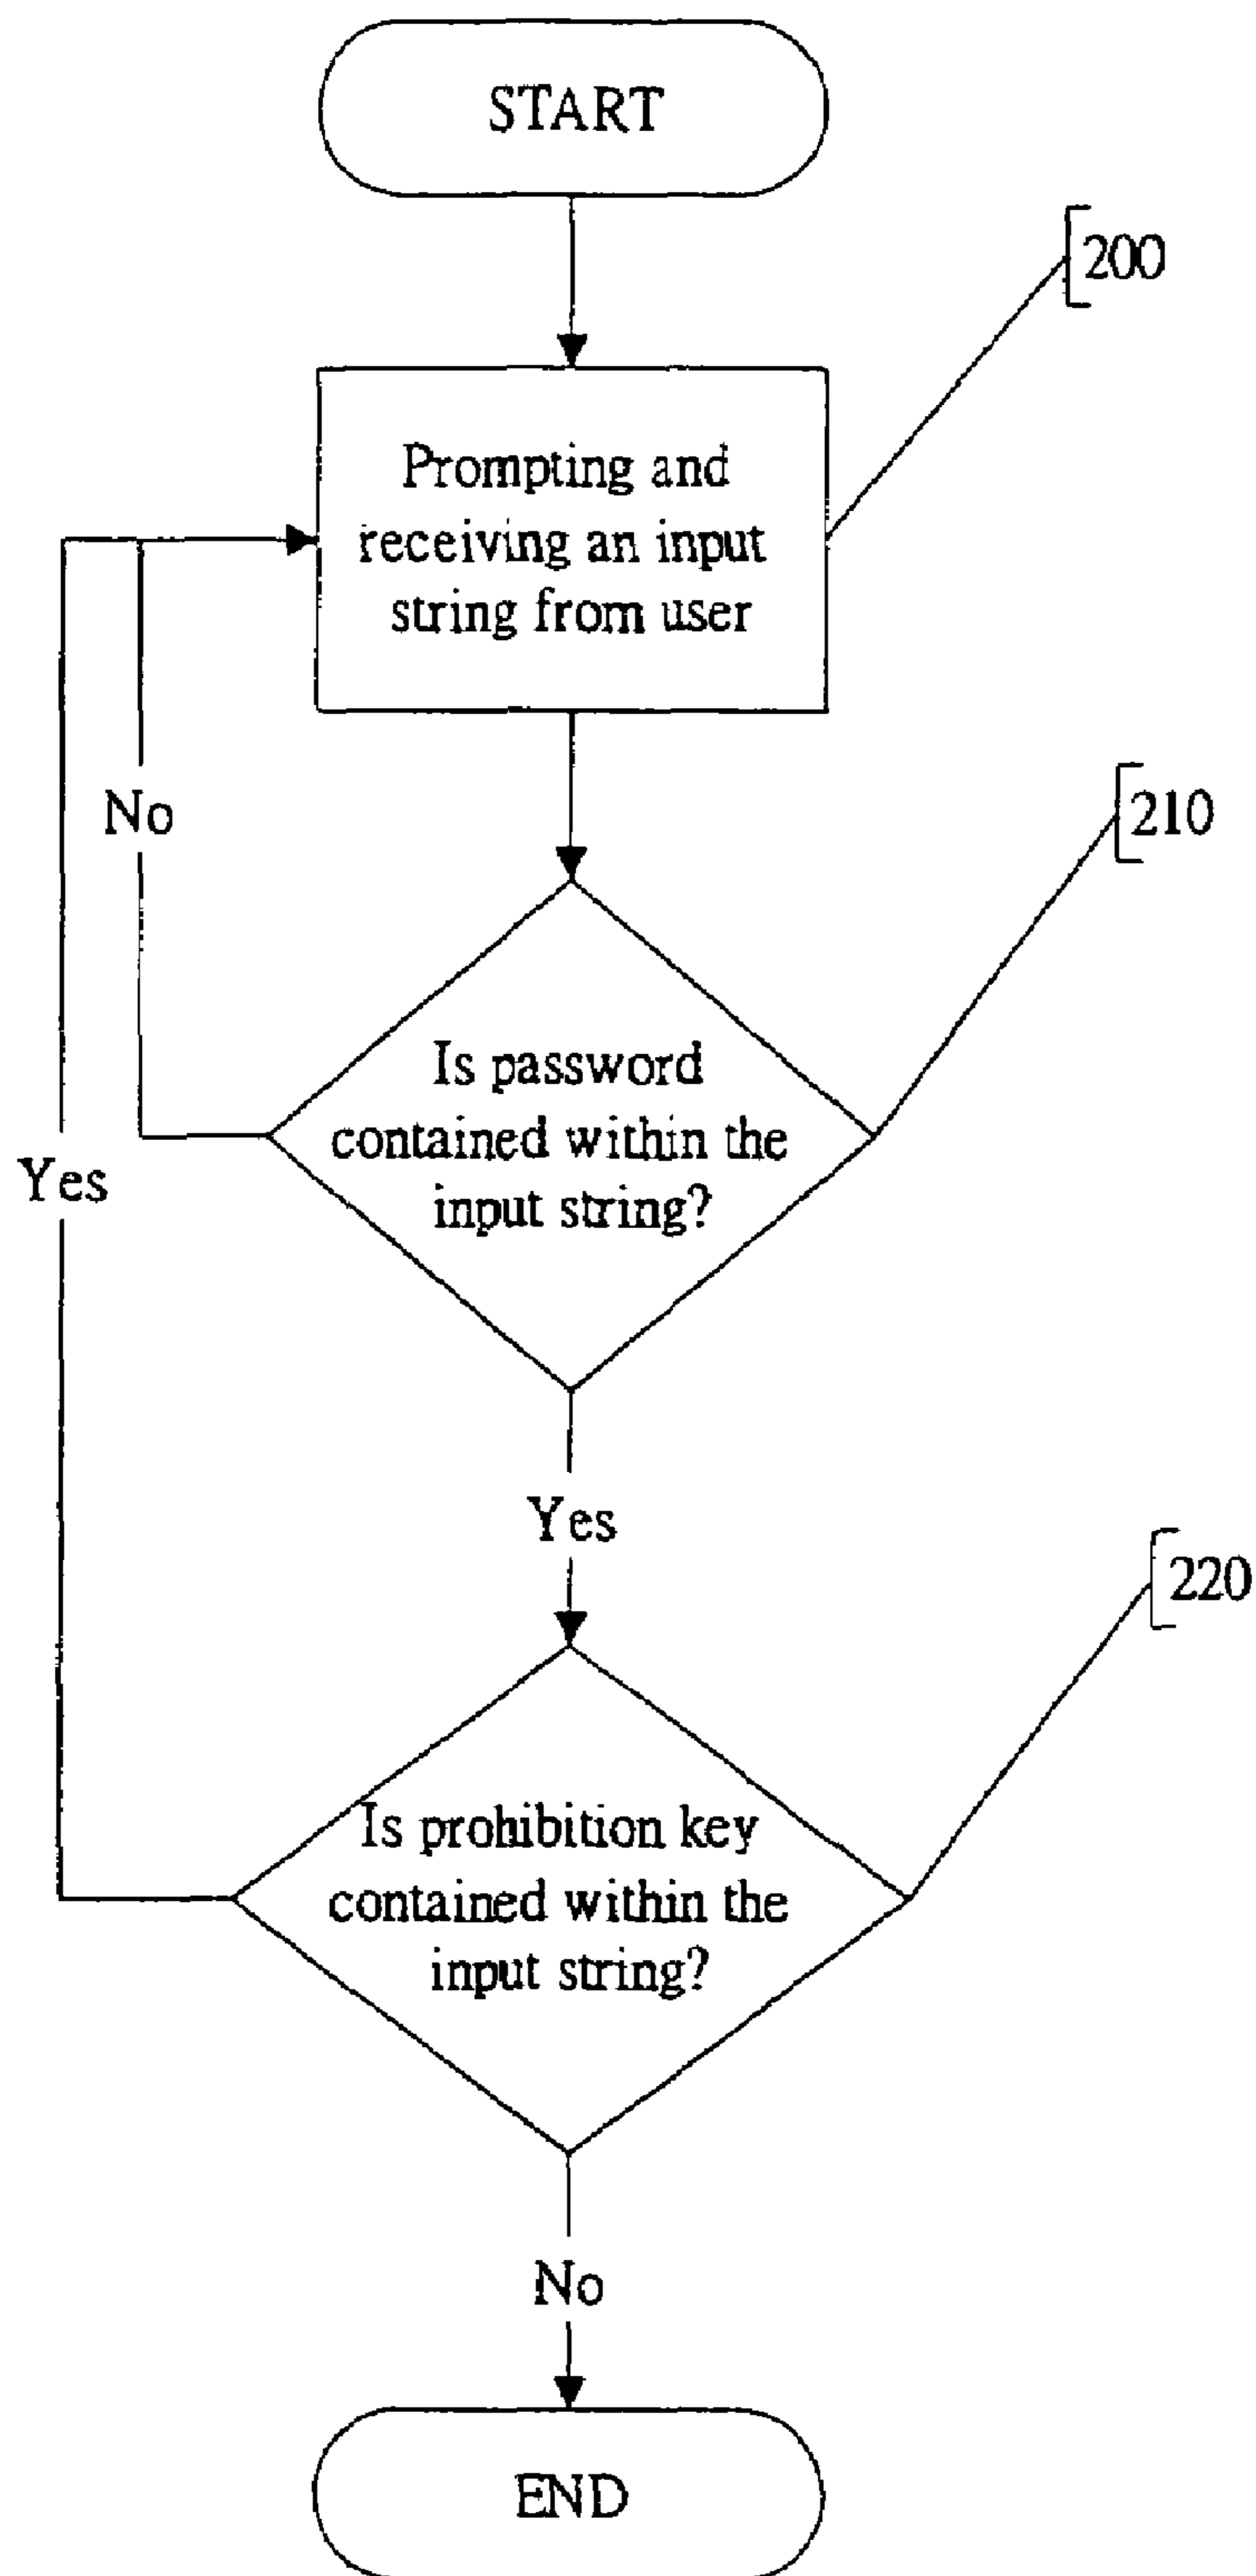 START
200
Prompting and
receiving an input
string from user
No
210
Is password
contained within the
input string?
Yes
Yes
220
Is prohibition key
contained within the
input string?
No
END